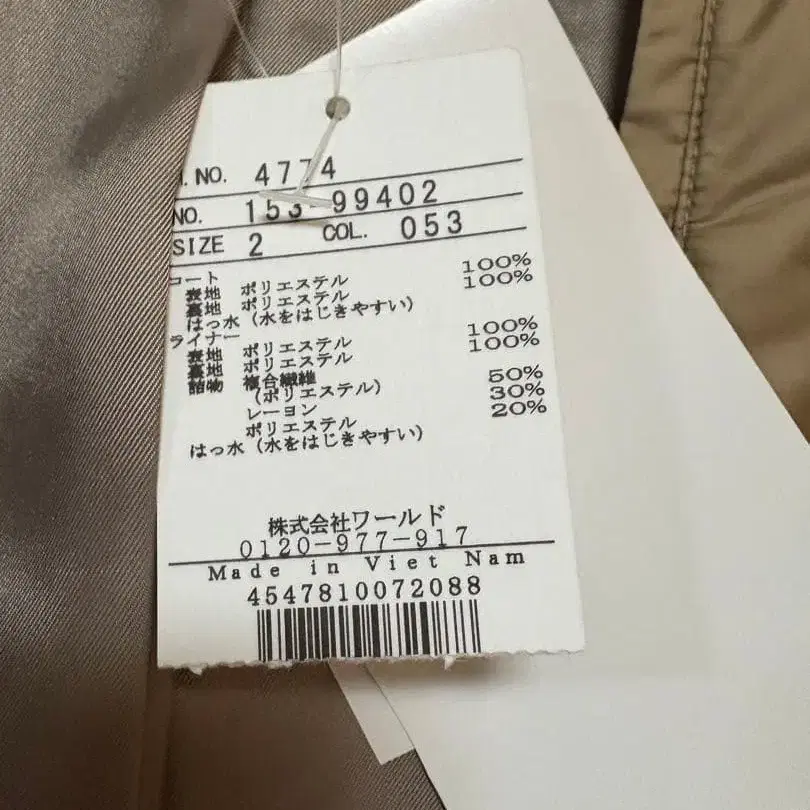 .NO. 4774
NO. 153-99402
SIZE 2 COL. 053
コート
表地 ポリエステル 100%
裏地 ポリエステル 100%
はっ水(水をはじきやすい)
ライナー
表地 ポリエステル 100%
裏地 ポリエステル 100%
詰物 複合繊維
(ポリエステル) 50%
レーヨン 30%
ポリエステル 20%
はっ水(水をはじきやすい)
株式会社ワールド
0120-977-917
Made in Viet Nam
4547810072088